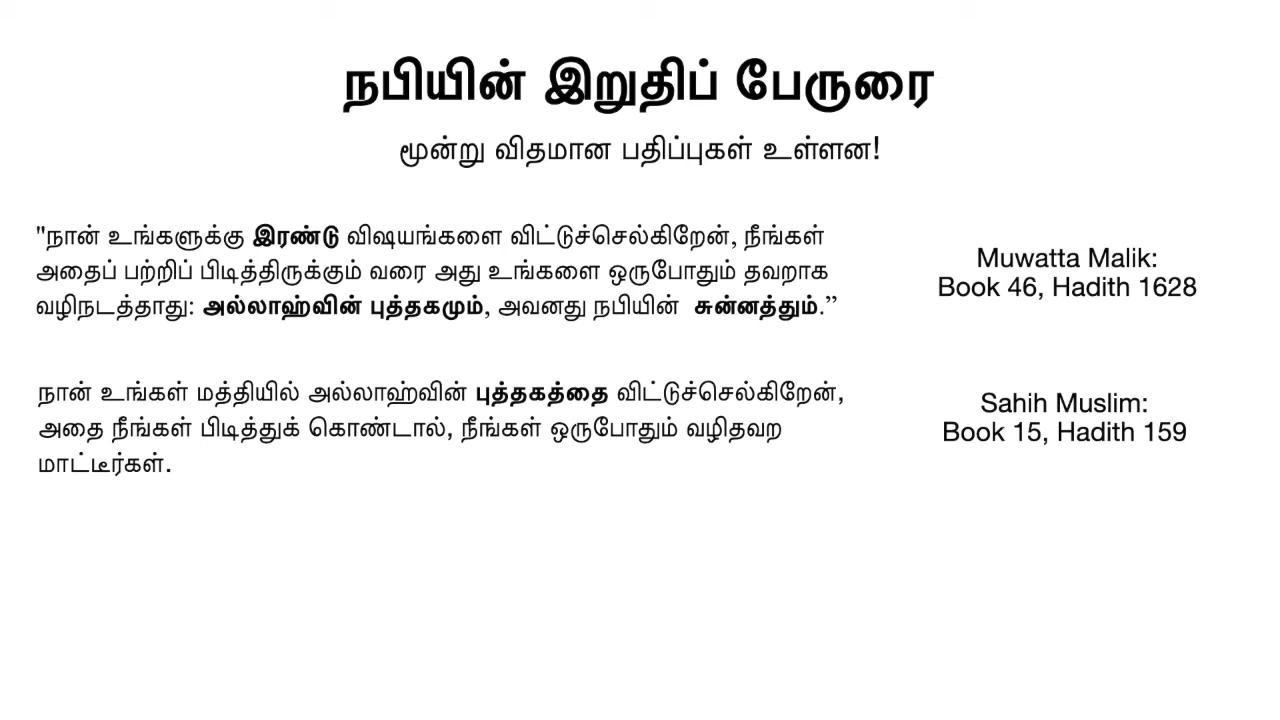 நபியின் இறுதிப் பேருரை
மூன்று விதமான பதிப்புகள் உள்ளன!
"நான் உங்களுக்கு இரண்டு விஷயங்களை விட்டுச்செல்கிறேன், நீங்கள்
அதைப் பற்றிப் பிடித்திருக்கும் வரை அது உங்களை ஒருபோதும் தவறாக
வழிநடத்தாது: அல்லாஹ்வின் புத்தகமும், அவனது நபியின் சுன்னத்தும்.”
Muwatta Malik:
Book 46, Hadith 1628
நான் உங்கள் மத்தியில் அல்லாஹ்வின் புத்தகத்தை விட்டுச்செல்கிறேன்,
அதை நீங்கள் பிடித்துக் கொண்டால், நீங்கள் ஒருபோதும் வழிதவற
மாட்டீர்கள்.
Sahih Muslim:
Book 15, Hadith 159